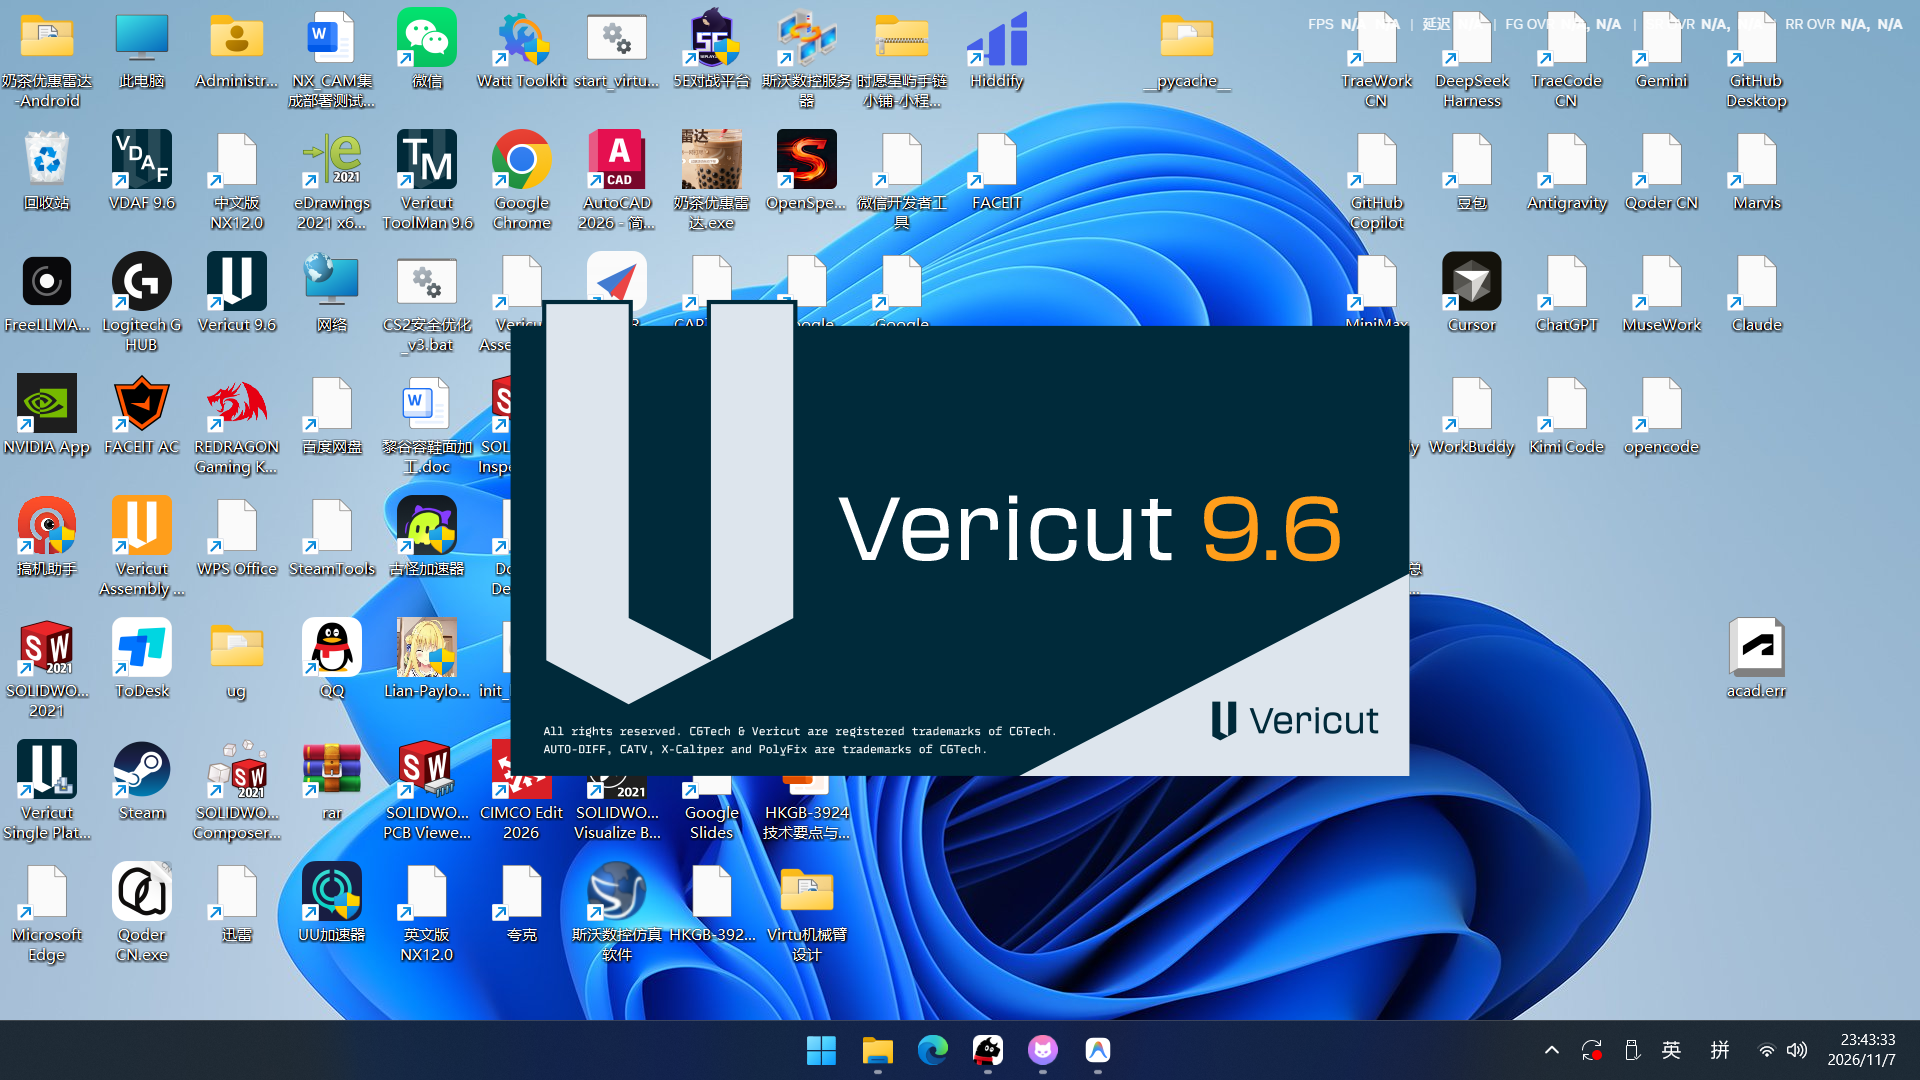 FPS N/A N/A | 延迟 N/A | FG OVR N/A, N/A | SR OVR N/A, N/A | RR OVR N/A, N/A
奶茶优惠雷达
-Android
此电脑
Administr...
NX_CAM集
成部署测试...
微信
Watt Toolkit
start_virtu...
5E对战平台
斯沃数控服务
器
时愿星屿手链
小铺-小程...
Hiddify
__pycache__
TraeWork
CN
DeepSeek
Harness
TraeCode
CN
Gemini
GitHub
Desktop
回收站
VDAF 9.6
中文版
NX12.0
eDrawings
2021 x6...
Vericut
ToolMan 9.6
Google
Chrome
AutoCAD
2026 - 简...
奶茶优惠雷
达.exe
OpenSpe...
微信开发者工
具
FACEIT
GitHub
Copilot
豆包
Antigravity
Qoder CN
Marvis
FreeLLMA...
Logitech G
HUB
Vericut 9.6
网络
CS2安全优化
_v3.bat
Google
MiniMax
Cursor
ChatGPT
MuseWork
Claude
NVIDIA App
FACEIT AC
REDRAGON
Gaming K...
百度网盘
黎谷容鞋面加
工.doc
WorkBuddy
Kimi Code
opencode
搞机助手
Vericut
Assembly ...
WPS Office
SteamTools
古怪加速器
Vericut 9.6
SOLIDWO...
2021
ToDesk
ug
QQ
Lian-Paylo...
acad.err
All rights reserved. CGTech & Vericut are registered trademarks of CGTech.
AUTO-DIFF, CATV, X-Caliper and PolyFix are trademarks of CGTech.
Vericut
Vericut
Single Plat...
Steam
SOLIDWO...
Composer...
rar
SOLIDWO...
PCB Viewe...
CIMCO Edit
2026
SOLIDWO...
Visualize B...
Google
Slides
HKGB-3924
技术要点与...
Microsoft
Edge
Qoder
CN.exe
迅雷
UU加速器
英文版
NX12.0
夸克
斯沃数控仿真
软件
HKGB-392...
Virtu机械臂
设计
英
拼
23:43:33
2026/11/7